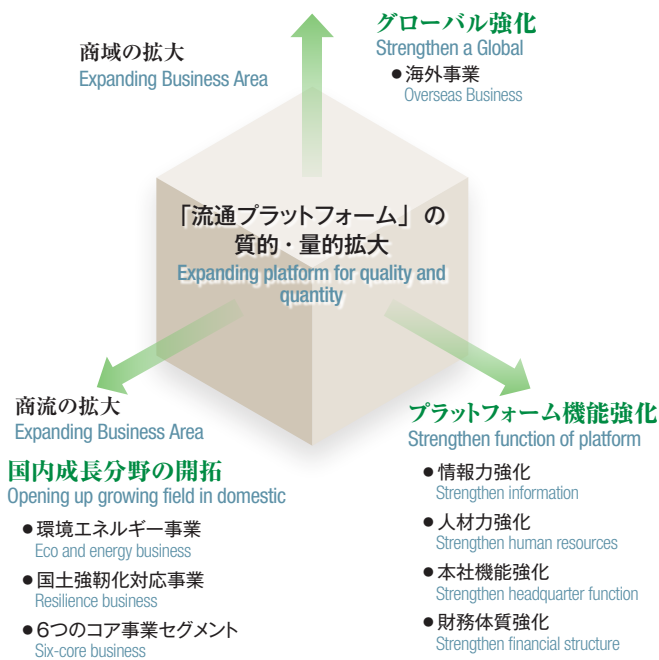 商域の拡大
Expanding Business Area
グローバル強化
Strengthen a Global
●海外事業
Overseas Business
「流通プラットフォーム」の
質的・量的拡大
Expanding platform for quality and
quantity
商流の拡大
Expanding Business Area
国内成長分野の開拓
Opening up growing field in domestic
●環境エネルギー事業
Eco and energy business
●国土強靭化対応事業
Resilience business
●6つのコア事業セグメント
Six-core business
プラットフォーム機能強化
Strengthen function of platform
●情報力強化
Strengthen information
●人材力強化
Strengthen human resources
●本社機能強化
Strengthen headquarter function
●財務体質強化
Strengthen financial structure